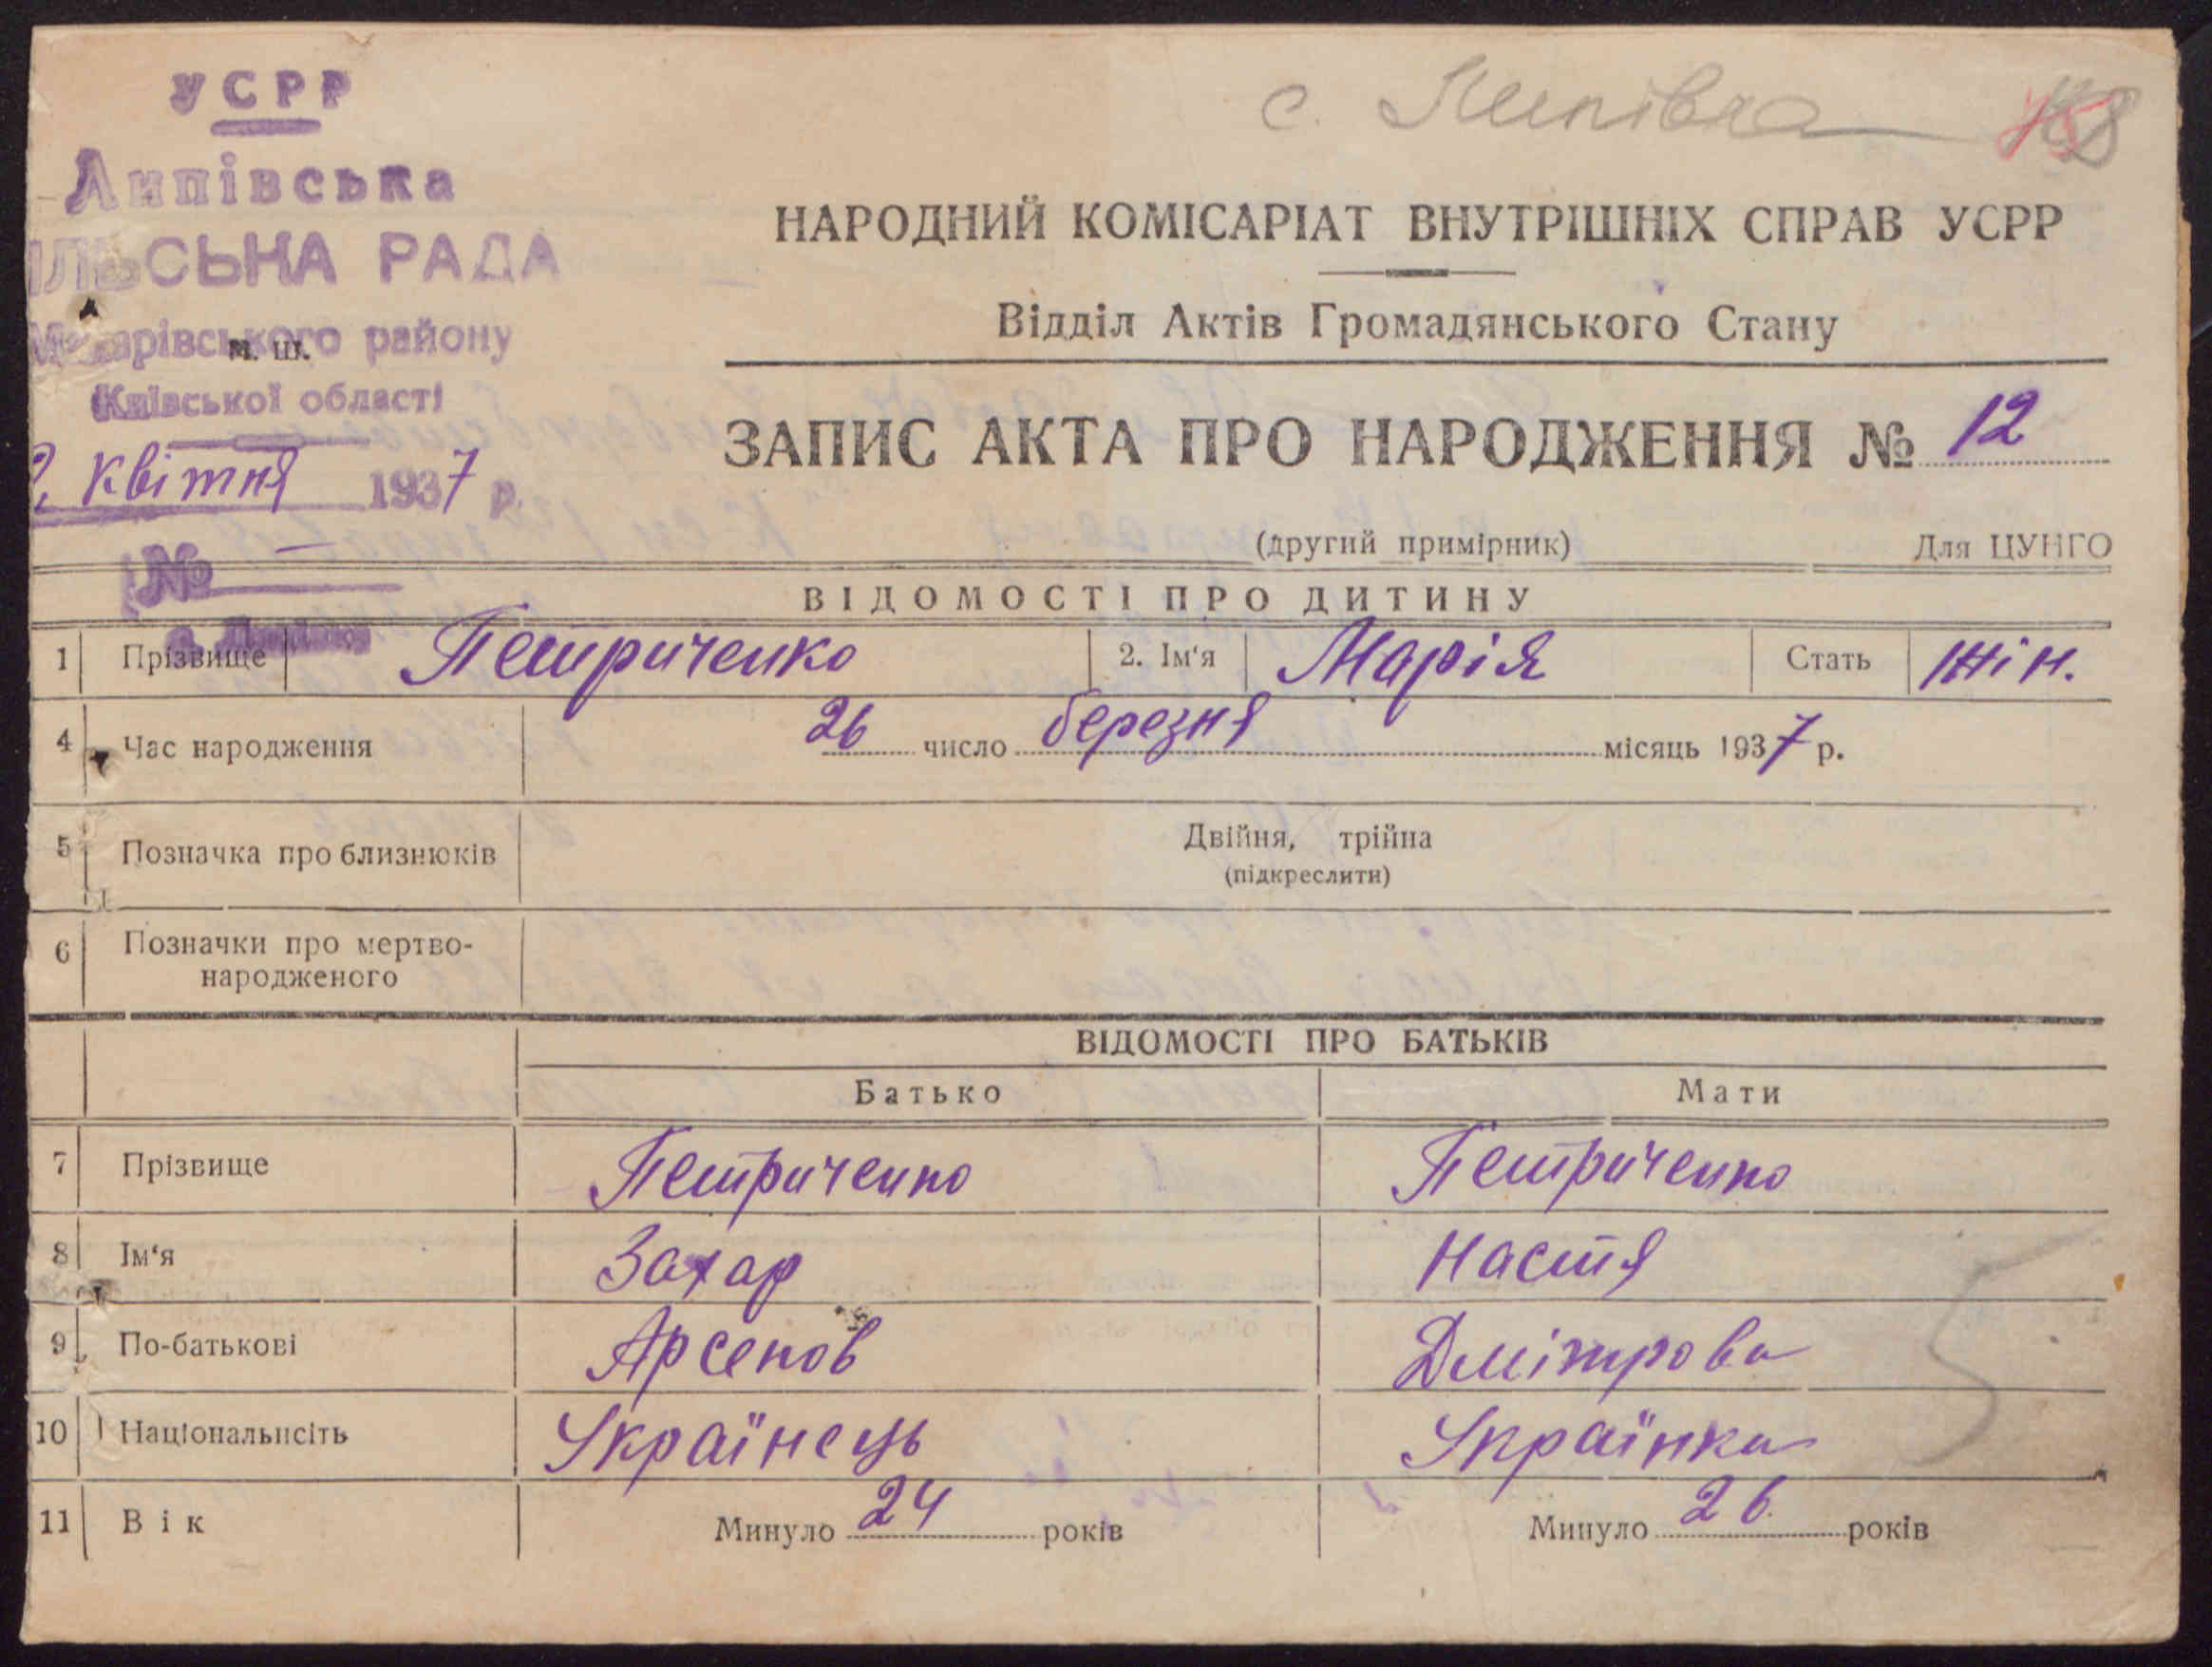 УСРР
Липівська
ІЛЬСЬКА РАДА
Макарівського району
м. ш.
Київської області
2. квітня 1937 р.
№ —
с. Липівка
с. Липівка 58
НАРОДНИЙ КОМІСАРІАТ ВНУТРІШНІХ СПРАВ УСРР
Відділ Актів Громадянського Стану
ЗАПИС АКТА ПРО НАРОДЖЕННЯ № 12
(другий примірник) Для ЦУНГО
ВІДОМОСТІ ПРО ДИТИНУ
1 Прізвище Петриченко 2. Ім'я Марія Стать жін.
4 Час народження 26 число березня місяць 1937 р.
5 Позначка про близнюків Двійня, трійна
(підкреслити)
6 Позначки про мертво-
народженого
ВІДОМОСТІ ПРО БАТЬКІВ
Батько Мати
7 Прізвище Петриченко Петриченко
8 Ім'я Захар Настя
9 По-батькові Арсенов Дмітрова
10 Національнсіть Українець Українка
11 Вік Минуло 24 років Минуло 26 років